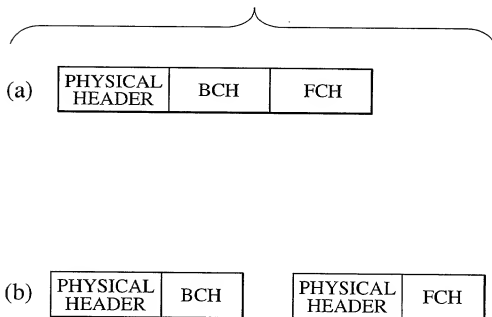 (a) PHYSICAL HEADER BCH FCH
(b) PHYSICAL HEADER BCH PHYSICAL HEADER FCH